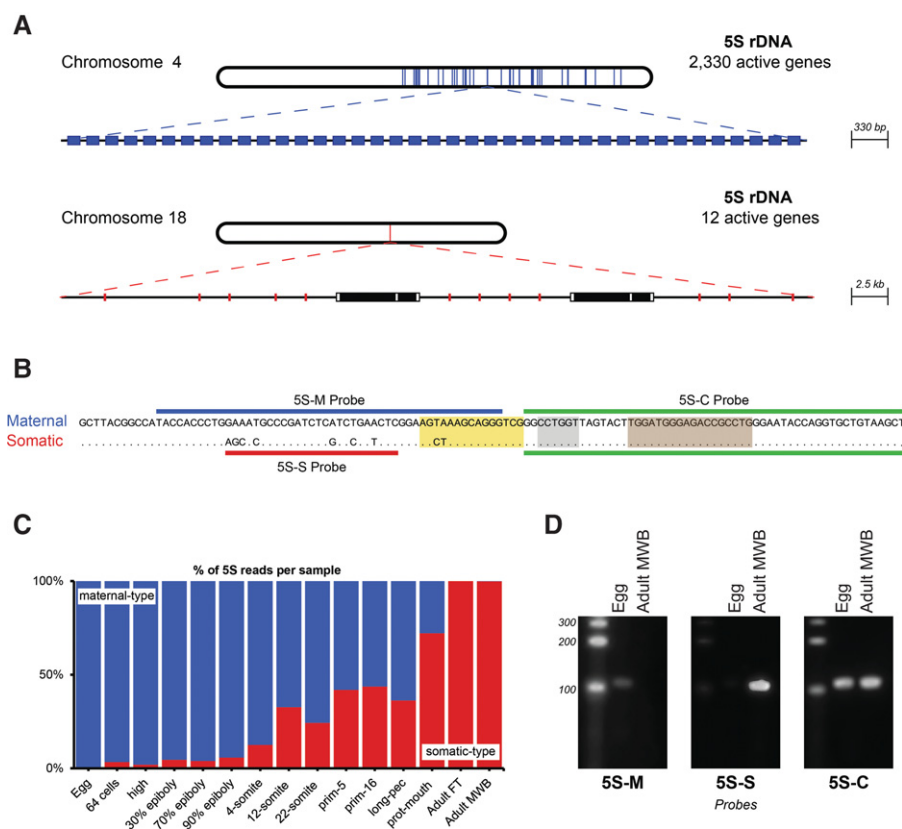 A
Chromosome 4
5S rDNA
2,330 active genes
330 bp
Chromosome 18
5S rDNA
12 active genes
2.5 kb
B
5S-M Probe
5S-C Probe
Maternal GCTTACGGCCATACCACCCTGGAAATGCCCGATCTCATCTGAACTCGGAAGTAAAGCAGGGTCGGGCCTGGTTAGTACTTGGATGGGAGACCGCCTGGGAATACCAGGTGCTGTAAGCT
Somatic AGC C G C T CT
5S-S Probe
C
% of 5S reads per sample
100%
50%
0%
maternal-type
somatic-type
Egg
64 cells
high
30% epiboly
70% epiboly
90% epiboly
4-somite
12-somite
22-somite
prim-5
prim-16
long-pec
prot-mouth
Adult FT
Adult MWB
D
Egg
Adult MWB
Egg
Adult MWB
Egg
Adult MWB
300
200
100
5S-M
5S-S
5S-C
Probes